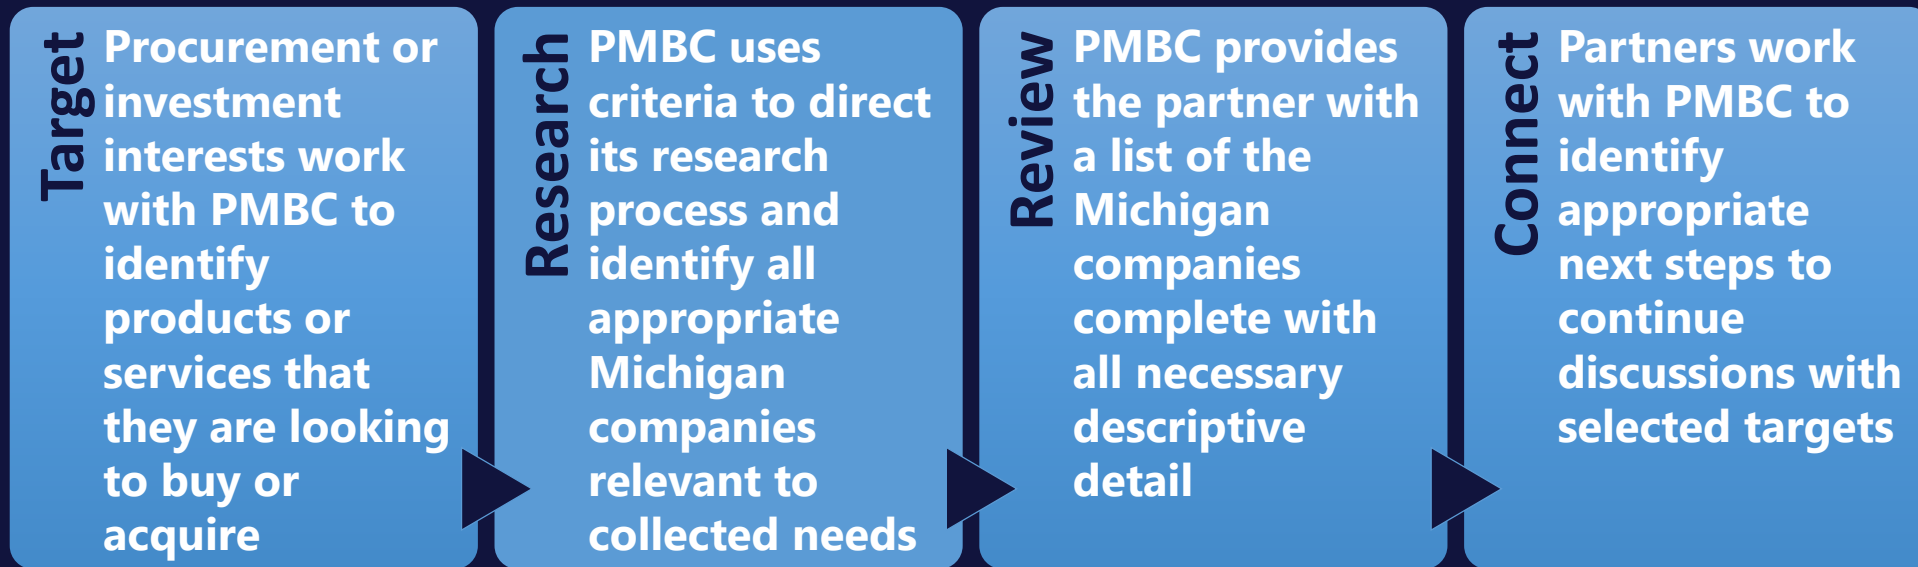 Target
Procurement or
investment
interests work
with PMBC to
identify
products or
services that
they are looking
to buy or
acquire
Research
PMBC uses
criteria to direct
its research
process and
identify all
appropriate
Michigan
companies
relevant to
collected needs
Review
PMBC provides
the partner with
a list of the
Michigan
companies
complete with
all necessary
descriptive
detail
Connect
Partners work
with PMBC to
identify
appropriate
next steps to
continue
discussions with
selected targets